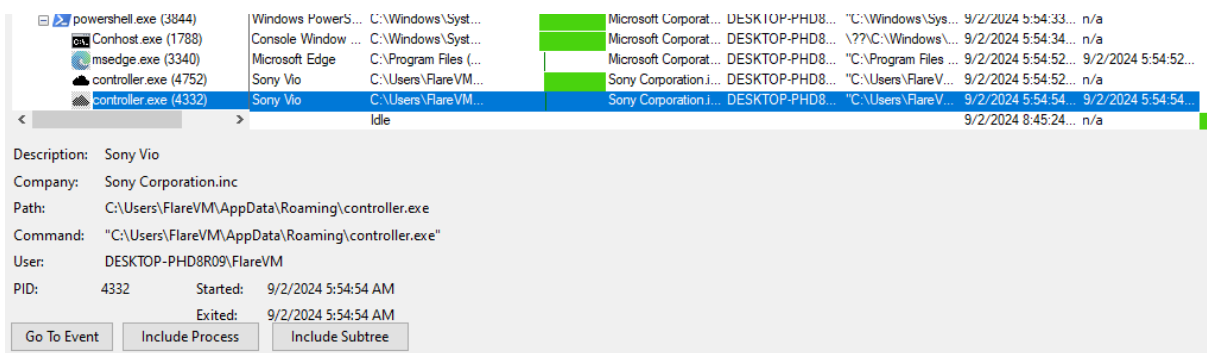 powershell.exe (3844) Windows PowerS... C:\Windows\Syst... Microsoft Corporat... DESKTOP-PHD8... "C:\Windows\Sys... 9/2/2024 5:54:33... n/a
Conhost.exe (1788) Console Window ... C:\Windows\Syst... Microsoft Corporat... DESKTOP-PHD8... \??\C:\Windows\... 9/2/2024 5:54:34... n/a
msedge.exe (3340) Microsoft Edge C:\Program Files (... Microsoft Corporat... DESKTOP-PHD8... "C:\Program Files ... 9/2/2024 5:54:52... 9/2/2024 5:54:52...
controller.exe (4752) Sony Vio C:\Users\FlareVM... Sony Corporation.i... DESKTOP-PHD8... "C:\Users\FlareV... 9/2/2024 5:54:52... n/a
controller.exe (4332) Sony Vio C:\Users\FlareVM... Sony Corporation.i... DESKTOP-PHD8... "C:\Users\FlareV... 9/2/2024 5:54:54... 9/2/2024 5:54:54...
Idle 9/2/2024 8:45:24... n/a
Description: Sony Vio
Company: Sony Corporation.inc
Path: C:\Users\FlareVM\AppData\Roaming\controller.exe
Command: "C:\Users\FlareVM\AppData\Roaming\controller.exe"
User: DESKTOP-PHD8R09\FlareVM
PID: 4332 Started: 9/2/2024 5:54:54 AM
Exited: 9/2/2024 5:54:54 AM
Go To Event Include Process Include Subtree